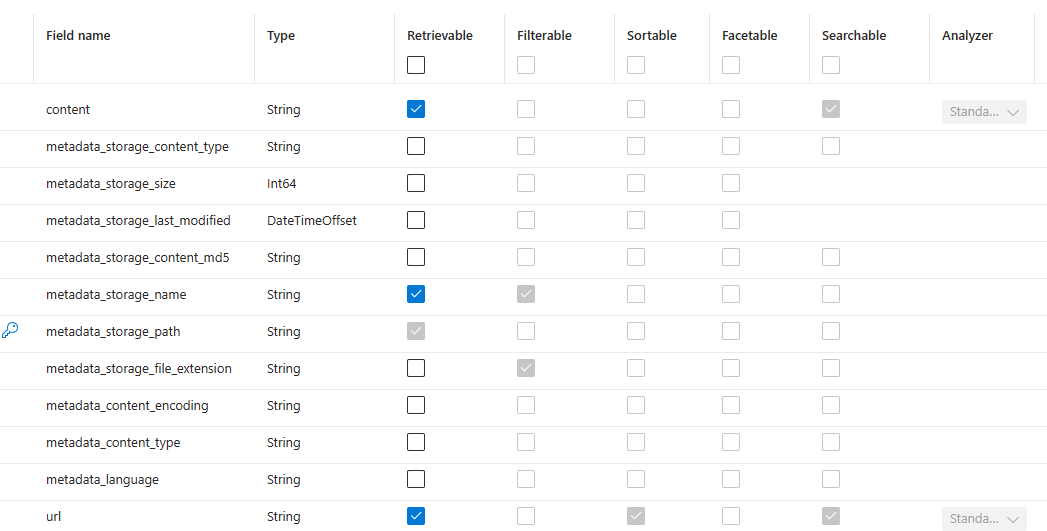 Field name Type Retrievable Filterable Sortable Facetable Searchable Analyzer
content String Standa...
metadata_storage_content_type String
metadata_storage_size Int64
metadata_storage_last_modified DateTimeOffset
metadata_storage_content_md5 String
metadata_storage_name String
metadata_storage_path String
metadata_storage_file_extension String
metadata_content_encoding String
metadata_content_type String
metadata_language String
url String Standa...